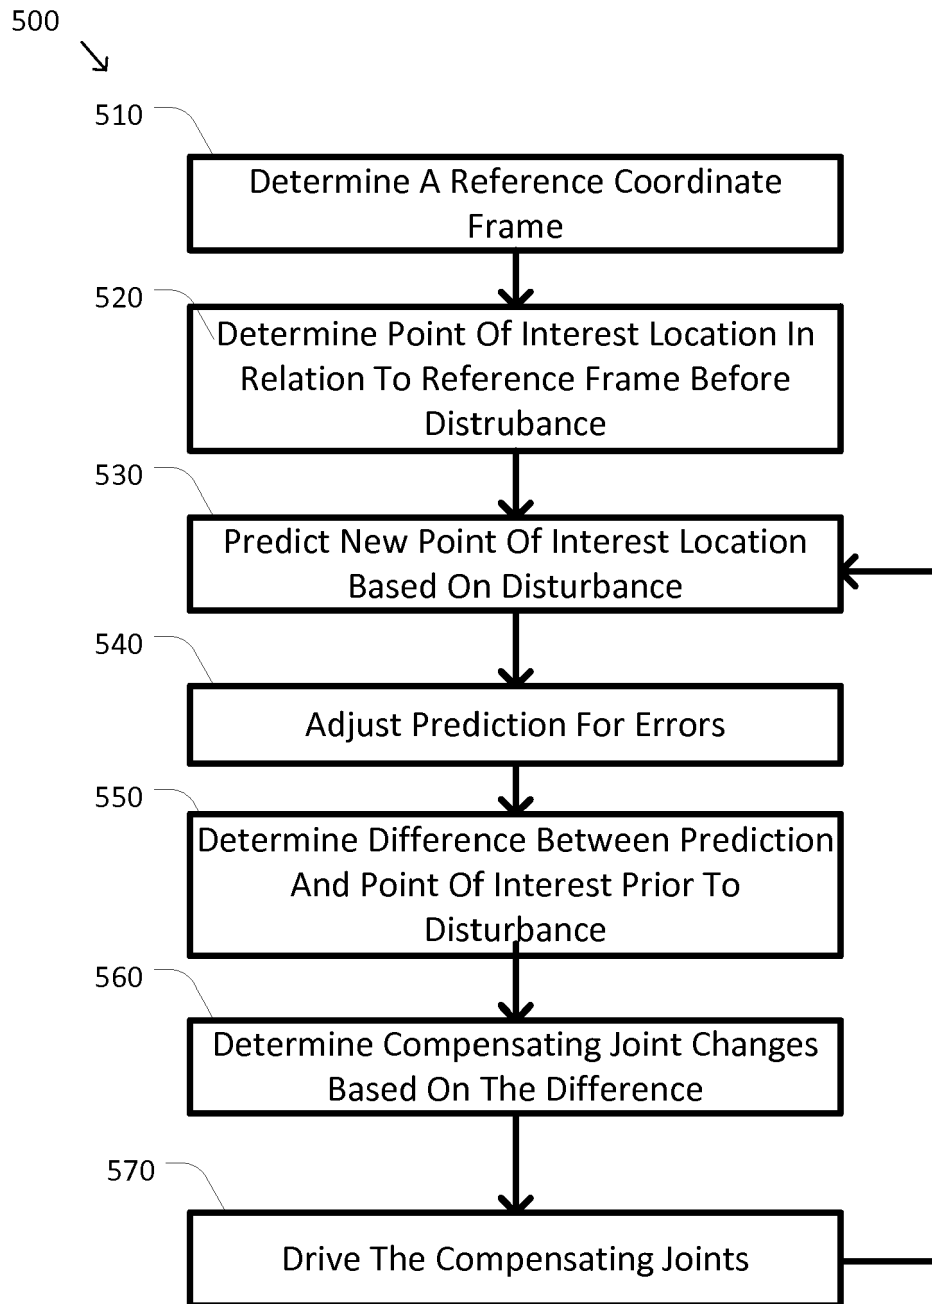 500
510
Determine A Reference Coordinate
Frame
520
Determine Point Of Interest Location In
Relation To Reference Frame Before
Distrubance
530
Predict New Point Of Interest Location
Based On Disturbance
540
Adjust Prediction For Errors
550
Determine Difference Between Prediction
And Point Of Interest Prior To
Disturbance
560
Determine Compensating Joint Changes
Based On The Difference
570
Drive The Compensating Joints